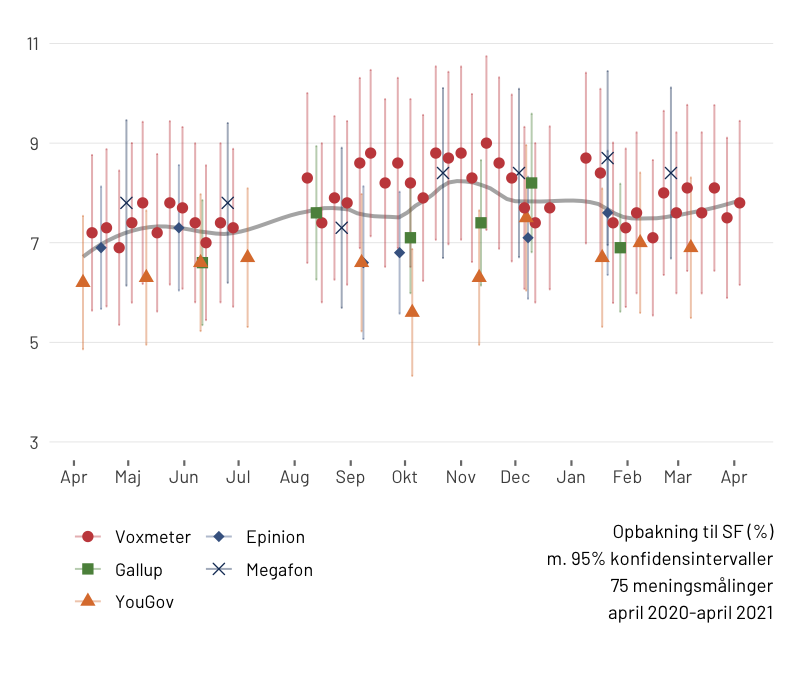 11
9
7
5
3
Apr Maj Jun Jul Aug Sep Okt Nov Dec Jan Feb Mar Apr
Voxmeter Epinion
Gallup Megafon
YouGov
Opbakning til SF (%)
m. 95% konfidensintervaller
75 meningsmålinger
april 2020-april 2021